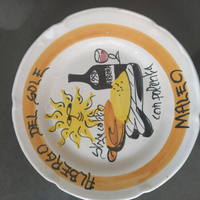 ALBERGO DEL SOLE
MALEO
stracotto
con polenta